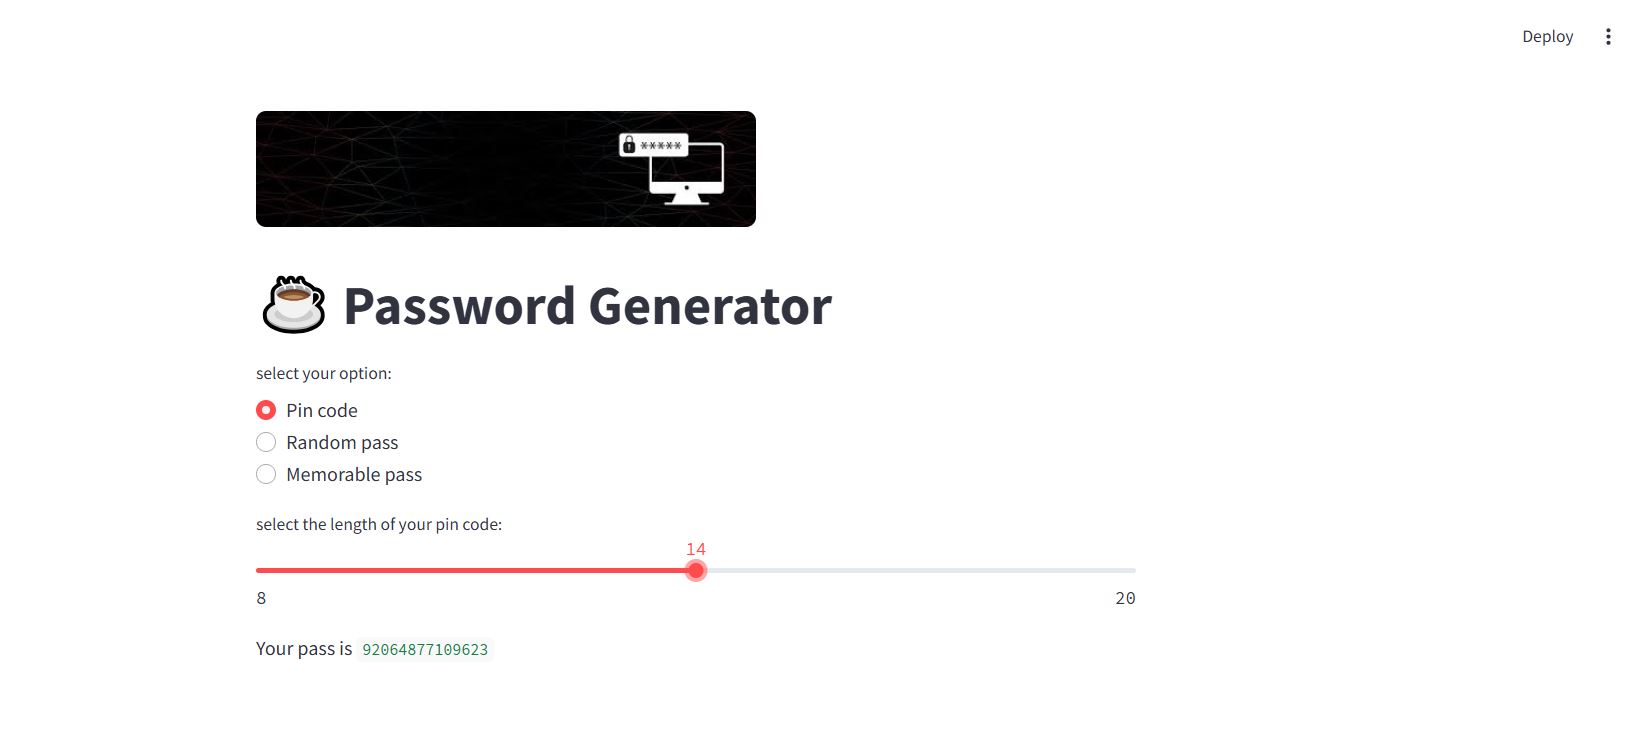 Deploy
*****
Password Generator
select your option:
Pin code
Random pass
Memorable pass
select the length of your pin code:
14
8 20
Your pass is 92064877109623